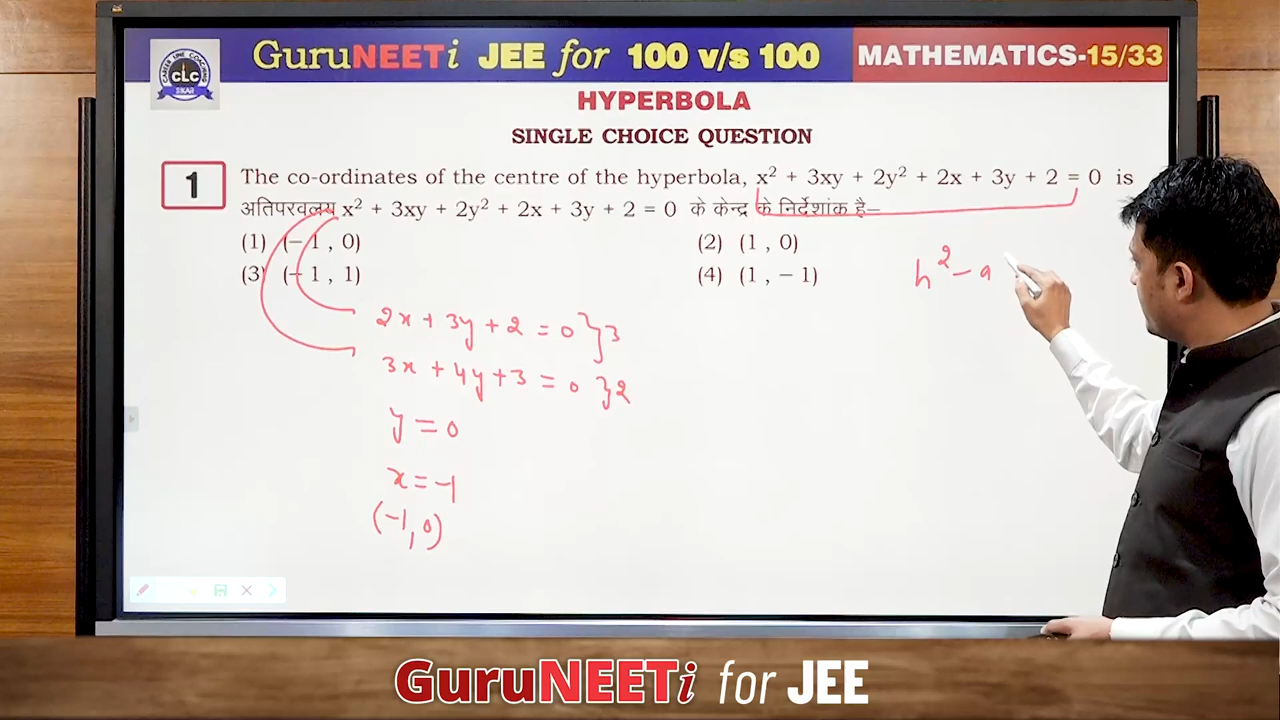 GuruNEETi JEE for 100 v/s 100
MATHEMATICS-15/33
CAREER LINE COACHING
CLC
SIKAR
HYPERBOLA
SINGLE CHOICE QUESTION
1
The co-ordinates of the centre of the hyperbola, x² + 3xy + 2y² + 2x + 3y + 2 = 0 is
अतिपरवलय x² + 3xy + 2y² + 2x + 3y + 2 = 0 के केन्द्र के निर्देशांक है–
(1) (– 1 , 0) (2) (1 , 0)
(3) (– 1 , 1) (4) (1 , – 1)
h² – a
2x + 3y + 2 = 0 } 3
3x + 4y + 3 = 0 } 2
y = 0
x = -1
(-1, 0)
GuruNEETi for JEE